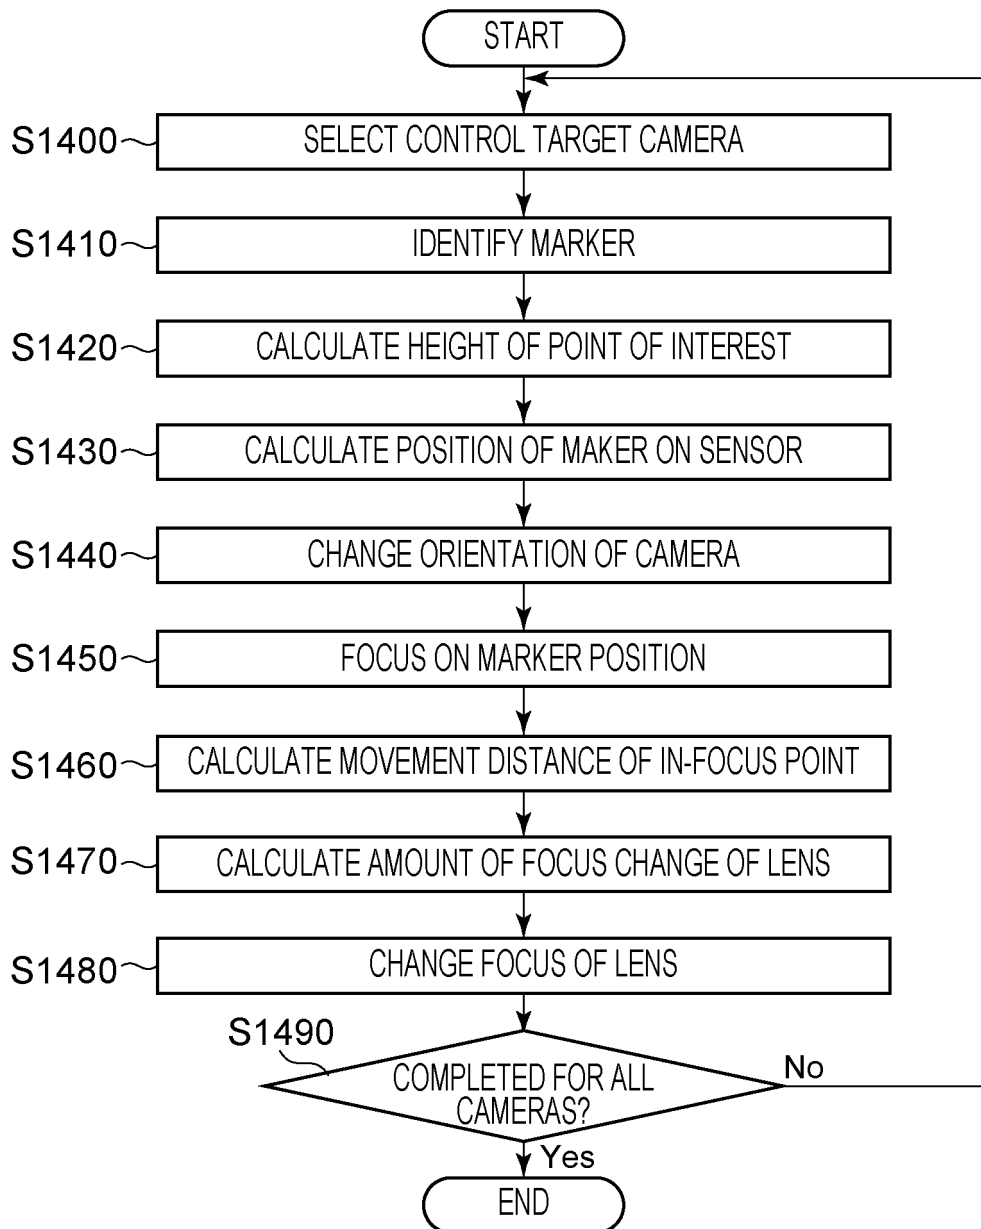 START
S1400
SELECT CONTROL TARGET CAMERA
S1410
IDENTIFY MARKER
S1420
CALCULATE HEIGHT OF POINT OF INTEREST
S1430
CALCULATE POSITION OF MAKER ON SENSOR
S1440
CHANGE ORIENTATION OF CAMERA
S1450
FOCUS ON MARKER POSITION
S1460
CALCULATE MOVEMENT DISTANCE OF IN-FOCUS POINT
S1470
CALCULATE AMOUNT OF FOCUS CHANGE OF LENS
S1480
CHANGE FOCUS OF LENS
S1490
COMPLETED FOR ALL
CAMERAS?
No
Yes
END